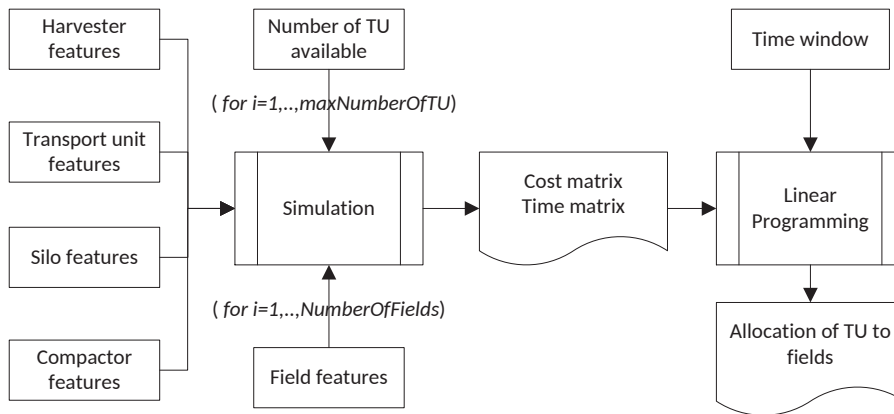 Harvester
features
Number of TU
available
Time window
( for i=1,..,maxNumberOfTU)
Transport unit
features
Simulation
Cost matrix
Time matrix
Linear
Programming
Silo features
( for i=1,..,NumberOfFields)
Compactor
features
Field features
Allocation of TU to
fields